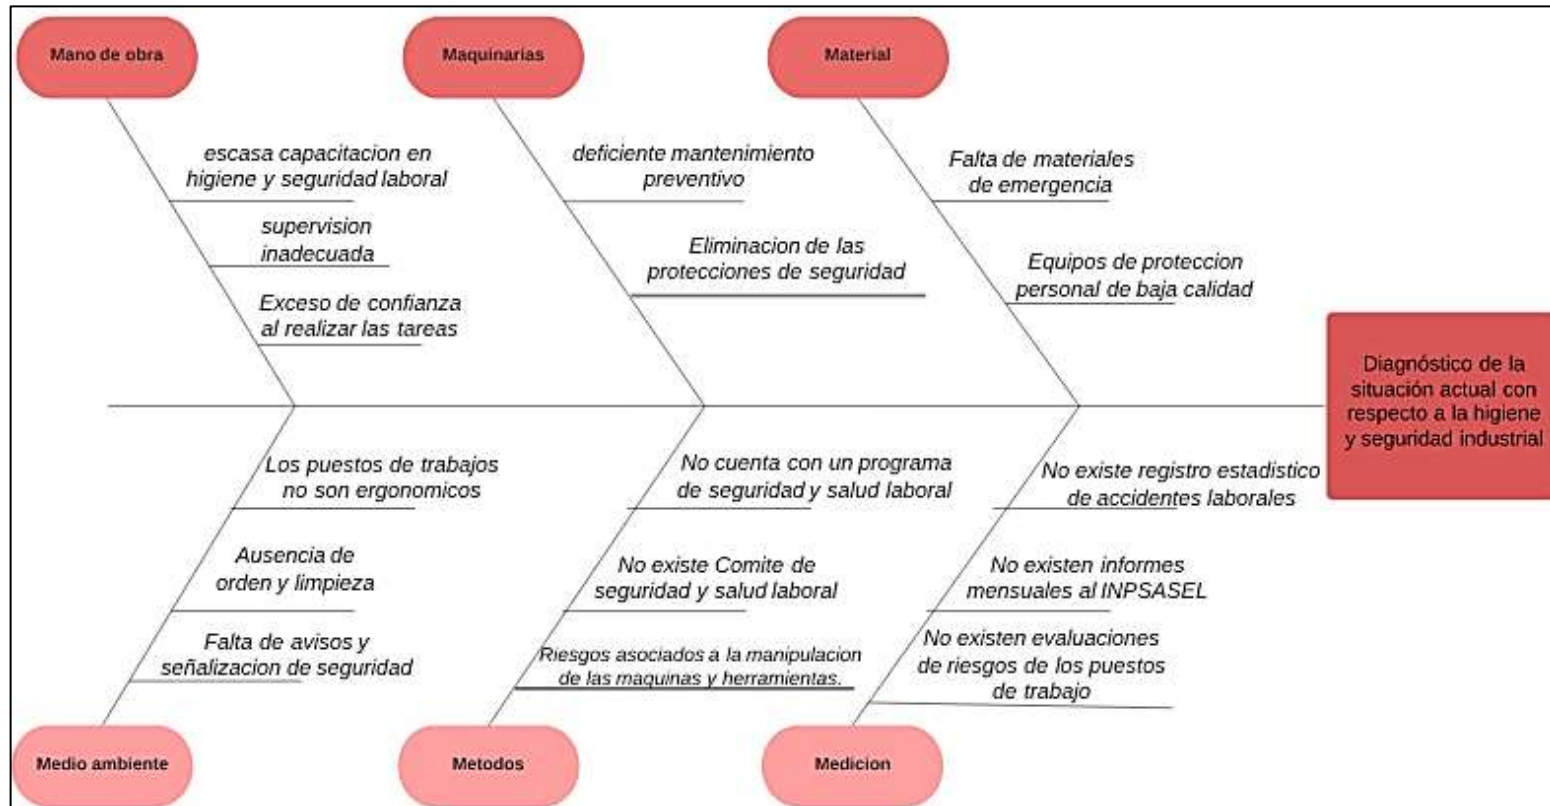 Mano de obra
Maquinarias
Material
escasa capacitacion en
higiene y seguridad laboral
supervision
inadecuada
Exceso de confianza
al realizar las tareas
deficiente mantenimiento
preventivo
Eliminacion de las
protecciones de seguridad
Falta de materiales
de emergencia
Equipos de proteccion
personal de baja calidad
Diagnóstico de la
situación actual con
respecto a la higiene
y seguridad industrial
Los puestos de trabajos
no son ergonomicos
Ausencia de
orden y limpieza
Falta de avisos y
señalizacion de seguridad
No cuenta con un programa
de seguridad y salud laboral
No existe Comite de
seguridad y salud laboral
Riesgos asociados a la manipulacion
de las maquinas y herramientas.
No existe registro estadistico
de accidentes laborales
No existen informes
mensuales al INPSASEL
No existen evaluaciones
de riesgos de los puestos
de trabajo
Medio ambiente
Metodos
Medicion